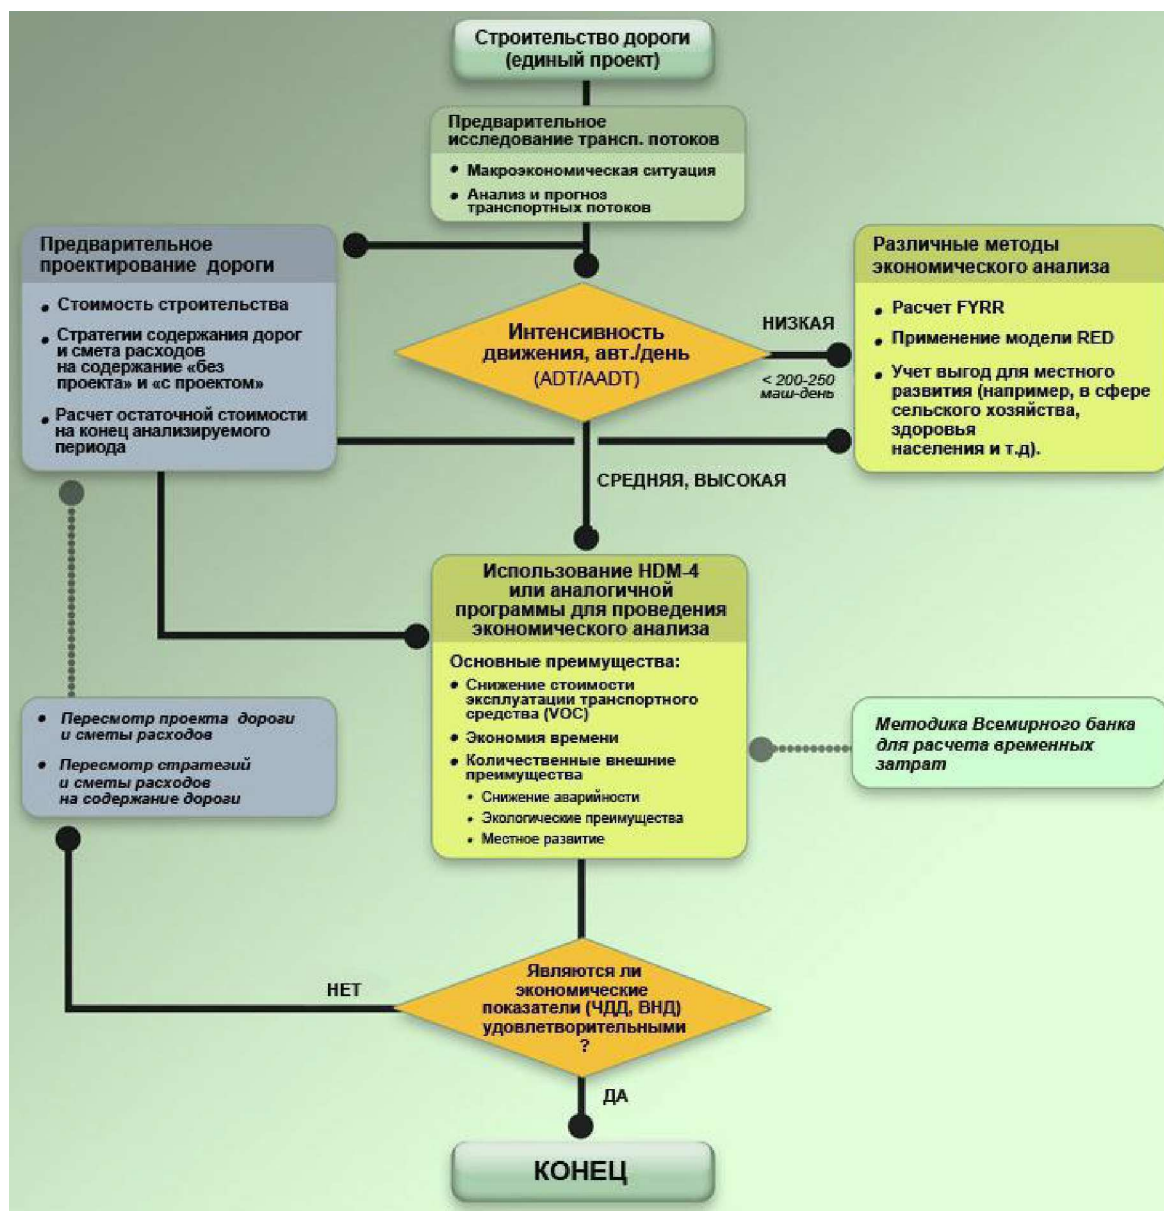 Строительство дороги
(единый проект)
Предварительное
исследование трансп. потоков
• Макроэкономическая ситуация
• Анализ и прогноз
транспортных потоков
Предварительное
проектирование дороги
• Стоимость строительства
• Стратегии содержания дорог
и смета расходов
на содержание «без
проекта» и «с проектом»
• Расчет остаточной стоимости
на конец анализируемого
периода
Интенсивность
движения, авт./день
(ADT/AADT)
НИЗКАЯ
< 200-250
маш-день
Различные методы
экономического анализа
• Расчет FYRR
• Применение модели RED
• Учет выгод для местного
развития (например, в сфере
сельского хозяйства,
здоровья
населения и т.д).
СРЕДНЯЯ, ВЫСОКАЯ
Использование HDM-4
или аналогичной
программы для проведения
экономического анализа
Основные преимущества:
• Снижение стоимости
эксплуатации транспортного
средства (VOC)
• Экономия времени
• Количественные внешние
преимущества
• Снижение аварийности
• Экологические преимущества
• Местное развитие
• Пересмотр проекта дороги
и сметы расходов
• Пересмотр стратегий
и сметы расходов
на содержание дороги
Методика Всемирного банка
для расчета временных
затрат
НЕТ
Являются ли
экономические
показатели (ЧДД, ВНД)
удовлетворительными
?
ДА
КОНЕЦ